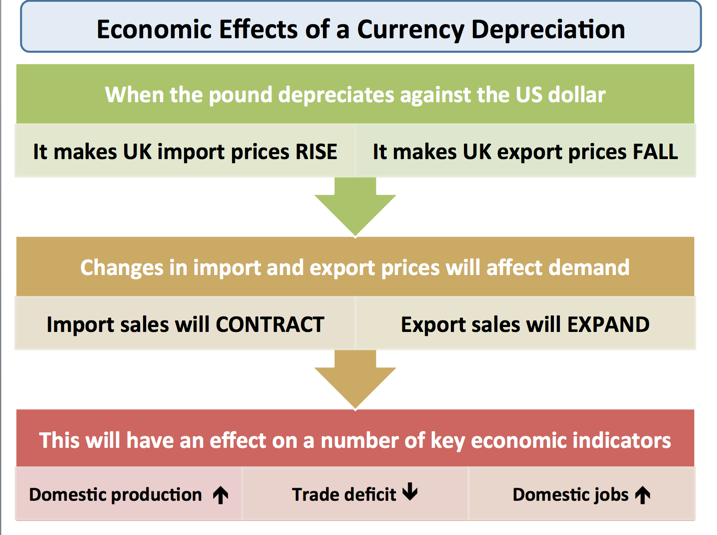 Economic Effects of a Currency Depreciation
When the pound depreciates against the US dollar
It makes UK import prices RISE
It makes UK export prices FALL
Changes in import and export prices will affect demand
Import sales will CONTRACT
Export sales will EXPAND
This will have an effect on a number of key economic indicators
Domestic production ↑
Trade deficit ↓
Domestic jobs ↑